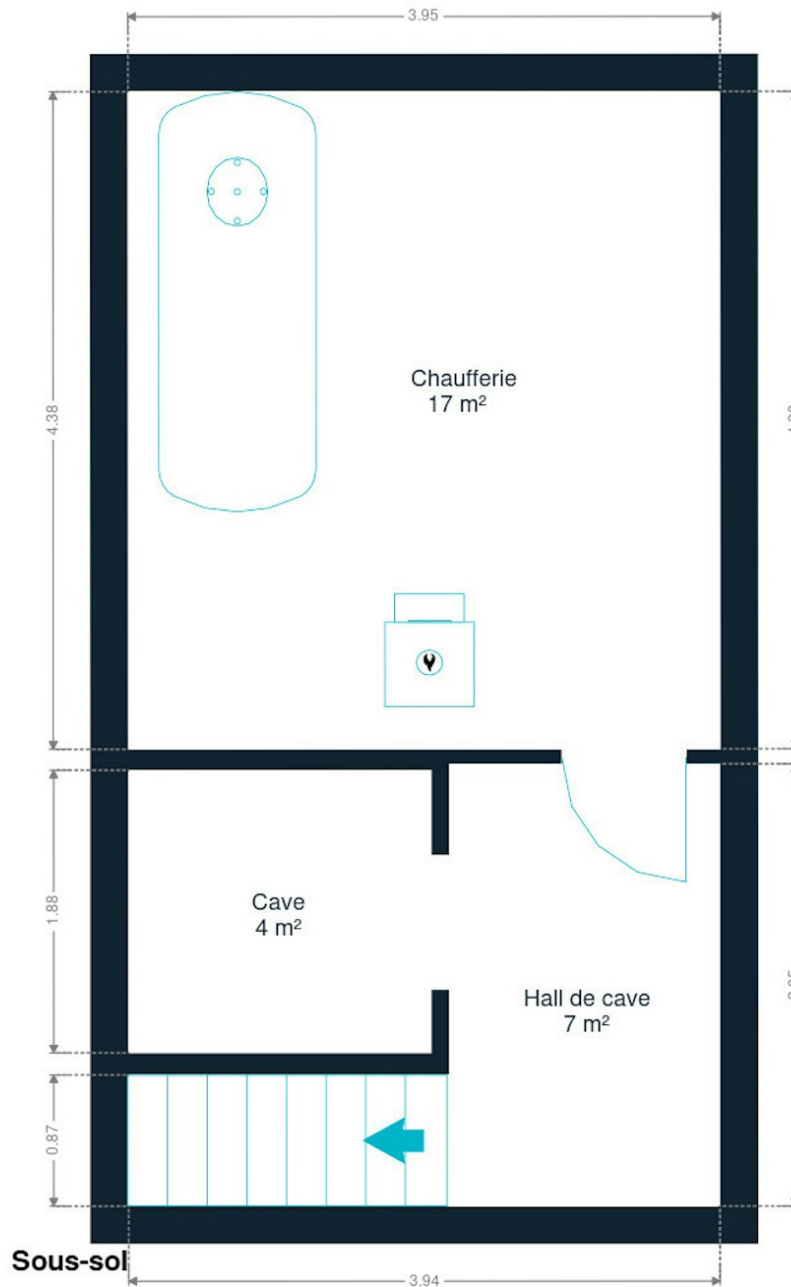 3.95
4.38
Chaufferie
17 m²
1.88
Cave
4 m²
Hall de cave
7 m²
0.87
Sous-sol
3.94